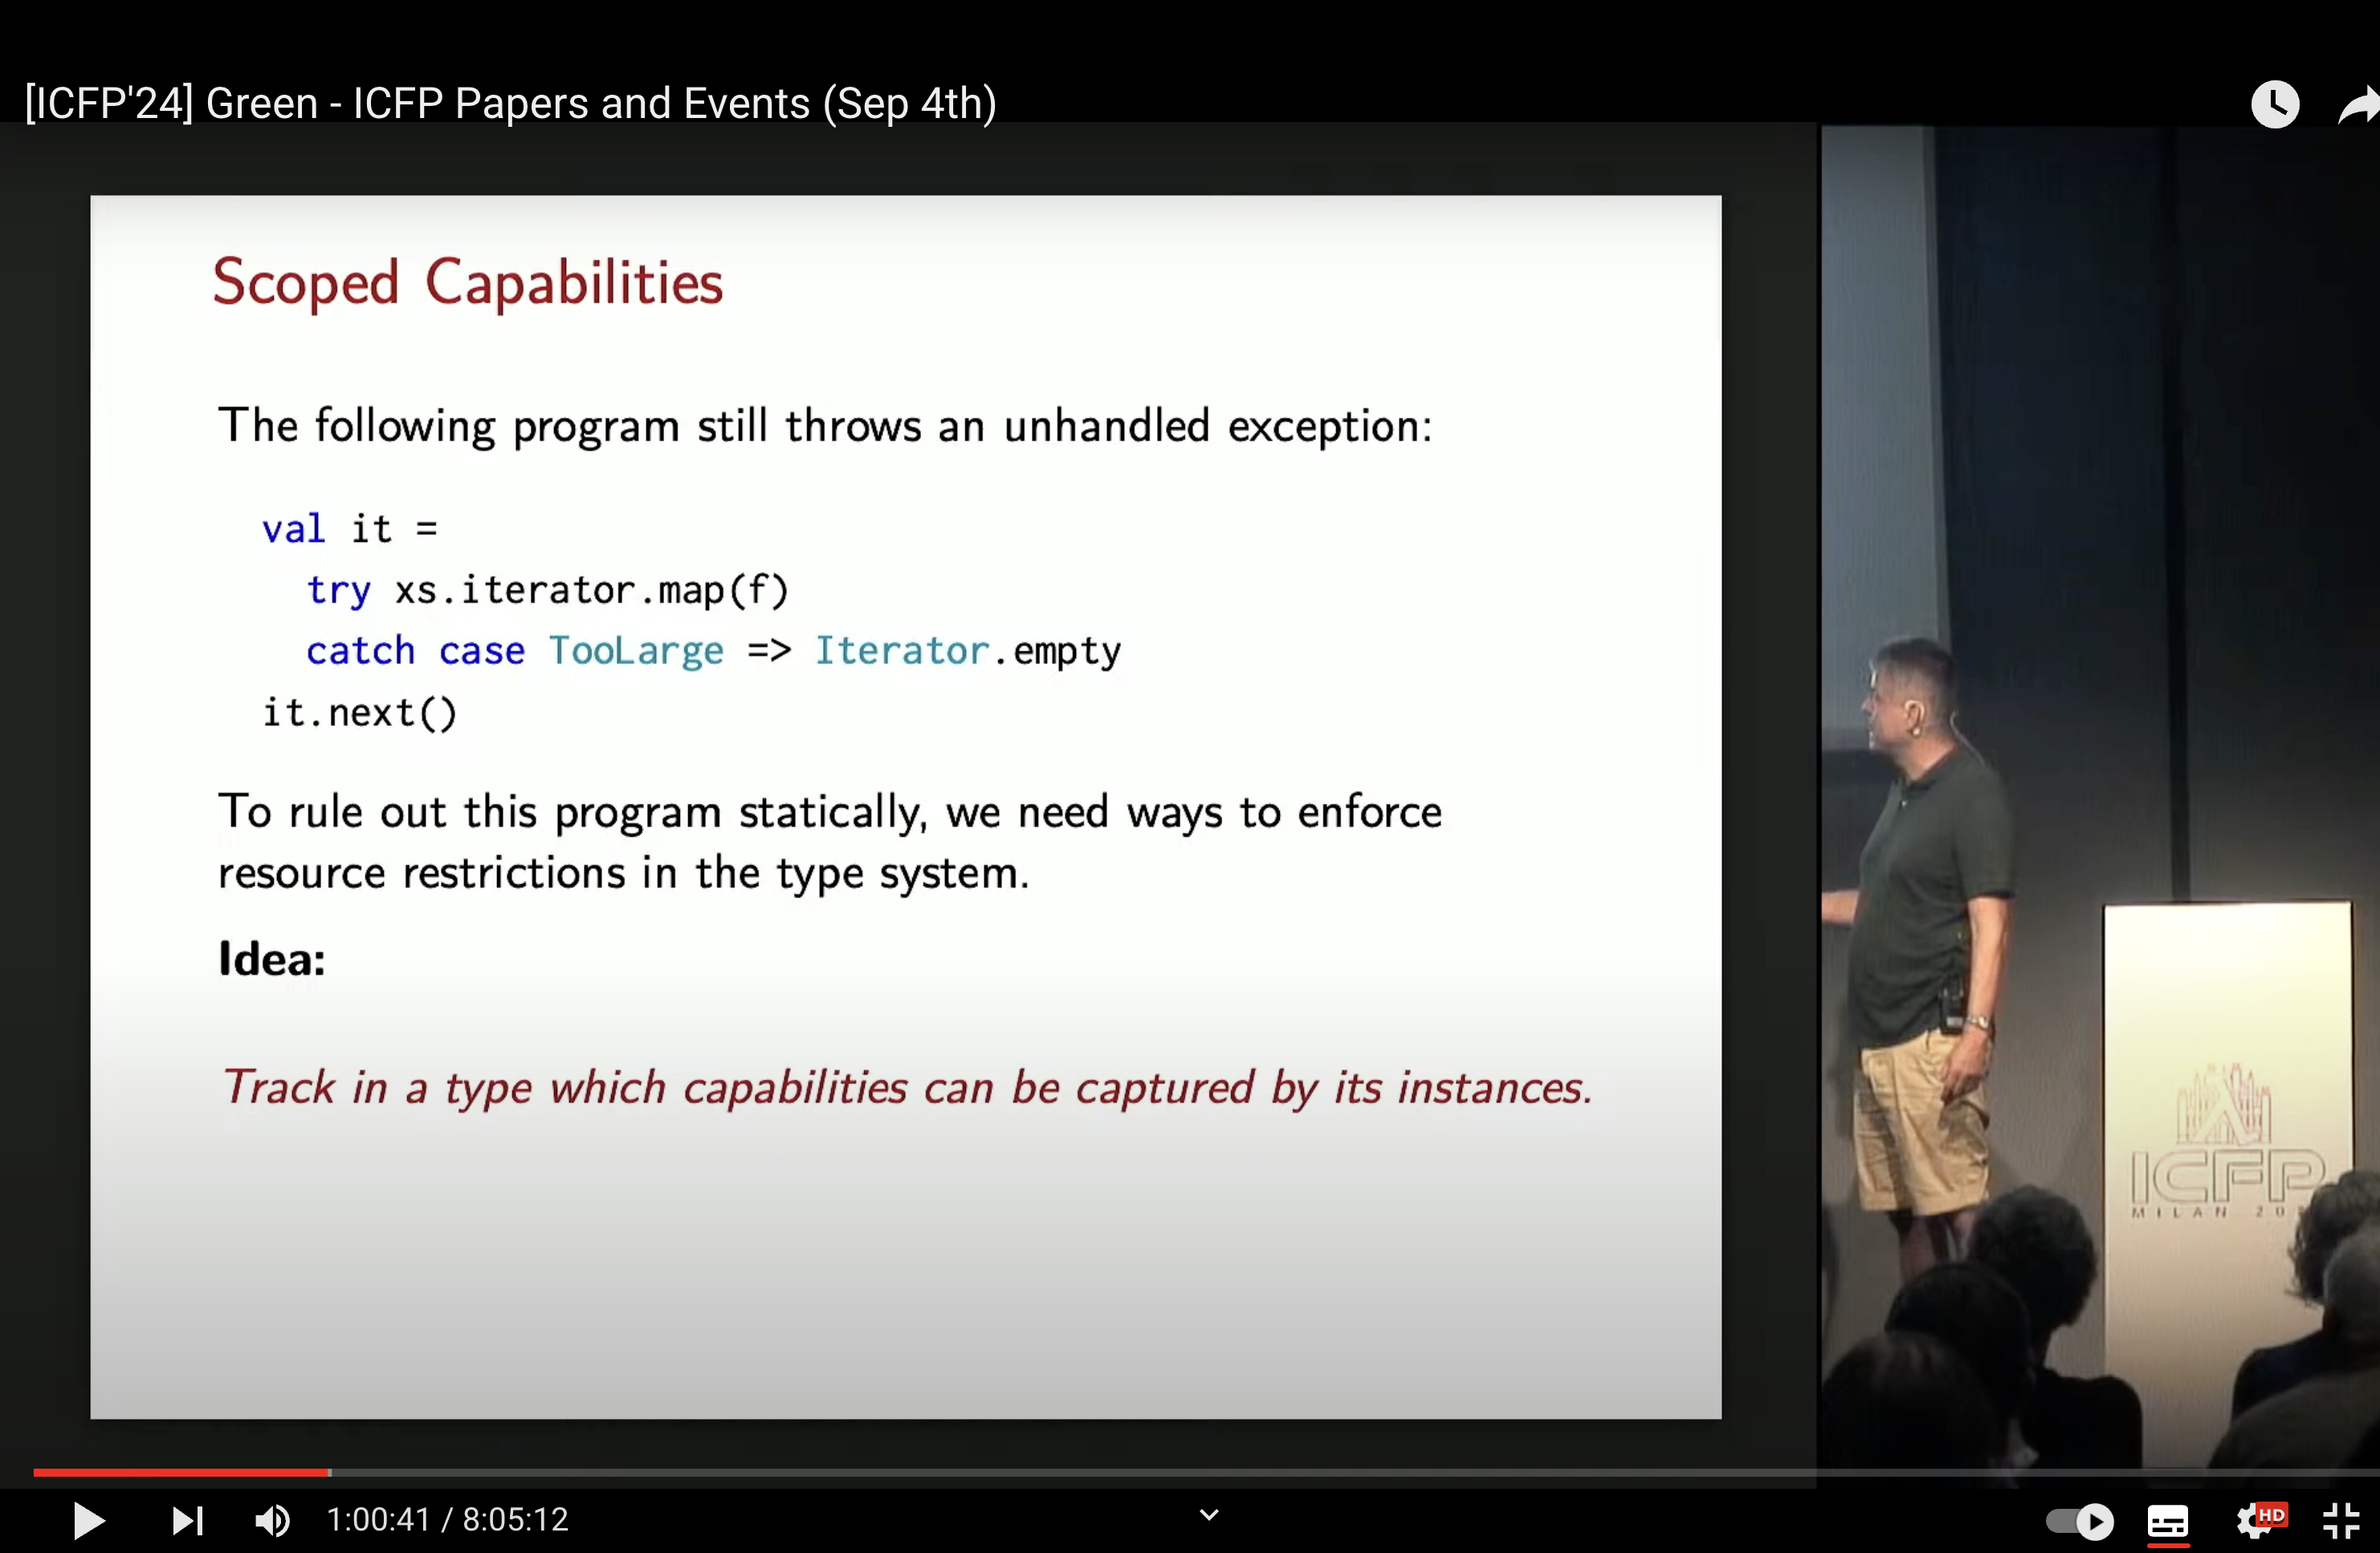 [ICFP'24] Green - ICFP Papers and Events (Sep 4th)
Scoped Capabilities
The following program still throws an unhandled exception:
val it =
try xs.iterator.map(f)
catch case TooLarge => Iterator.empty
it.next()
To rule out this program statically, we need ways to enforce
resource restrictions in the type system.
Idea:
Track in a type which capabilities can be captured by its instances.
ICFP
MILAN
1:00:41 / 8:05:12
HD